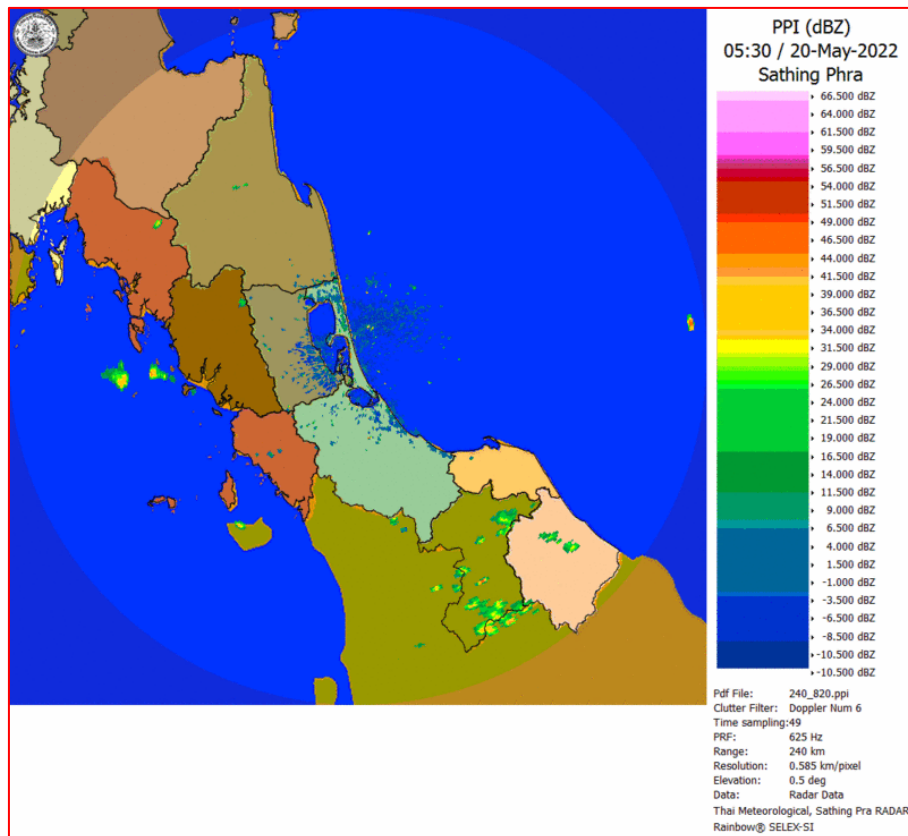 PPI (dBZ)
05:30 / 20-May-2022
Sathing Phra
66.500 dBZ
64.000 dBZ
61.500 dBZ
59.500 dBZ
56.500 dBZ
54.000 dBZ
51.500 dBZ
49.000 dBZ
46.500 dBZ
44.000 dBZ
41.500 dBZ
39.000 dBZ
36.500 dBZ
34.000 dBZ
31.500 dBZ
29.000 dBZ
26.500 dBZ
24.000 dBZ
21.500 dBZ
19.000 dBZ
16.500 dBZ
14.000 dBZ
11.500 dBZ
9.000 dBZ
6.500 dBZ
4.000 dBZ
1.500 dBZ
-1.000 dBZ
-3.500 dBZ
-6.500 dBZ
-8.500 dBZ
-10.500 dBZ
-10.500 dBZ
Pdf File: 240_820.ppi
Clutter Filter: Doppler Num 6
Time sampling:49
PRF: 625 Hz
Range: 240 km
Resolution: 0.585 km/pixel
Elevation: 0.5 deg
Data: Radar Data
Thai Meteorological, Sathing Pra RADAR
Rainbow® SELEX-SI